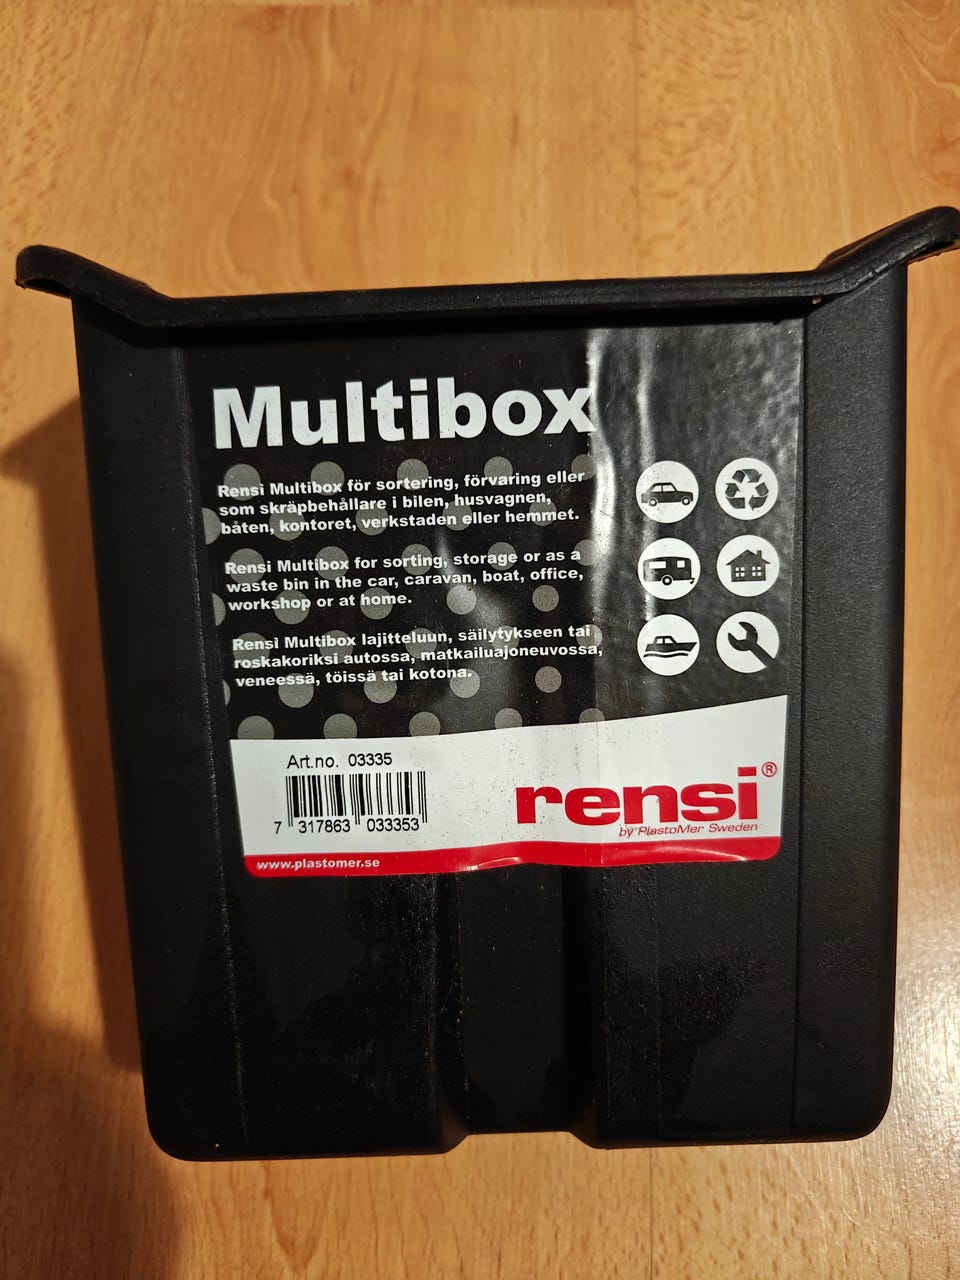 Multibox
Rensi Multibox för sortering, förvaring eller
som skräpbehållare i bilen, husvagnen,
båten, kontoret, verkstaden eller hemmet.
Rensi Multibox for sorting, storage or as a
waste bin in the car, caravan, boat, office,
workshop or at home.
Rensi Multibox lajitteluun, säilytykseen tai
roskakoriksi autossa, matkailuajoneuvossa,
veneessä, töissä tai kotona.
Art.no. 03335
7 317863 033353
rensi®
by PlastoMer Sweden
www.plastomer.se